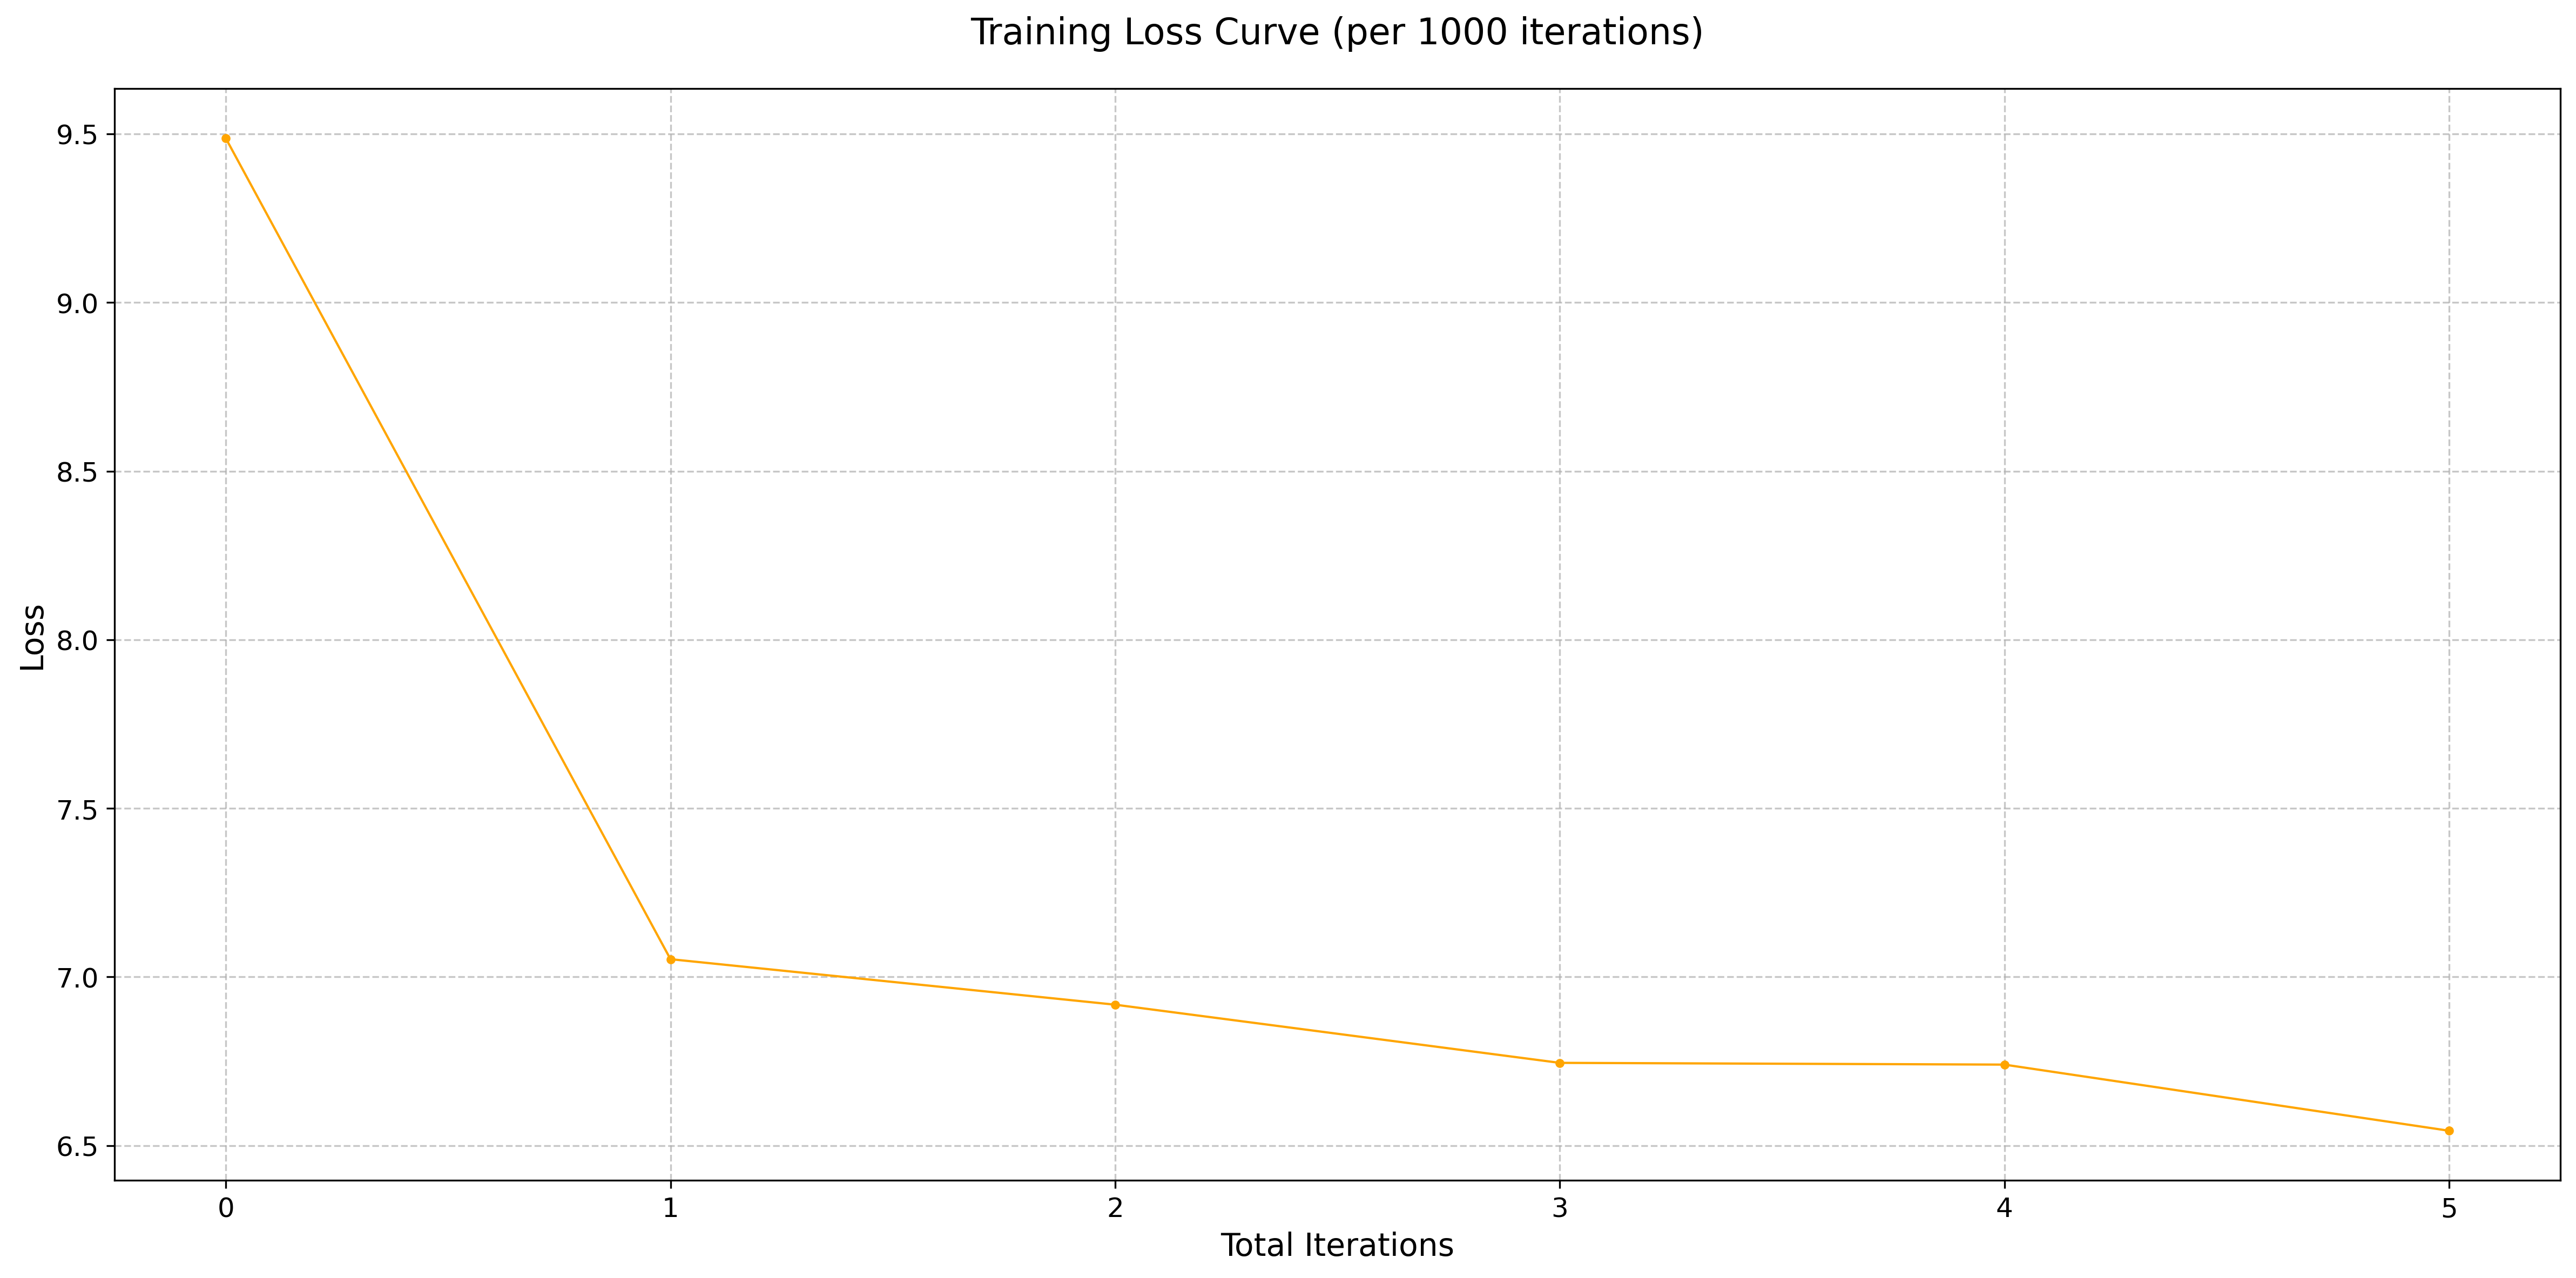 Training Loss Curve (per 1000 iterations)
9.5
9.0
8.5
8.0
7.5
7.0
6.5
Loss
0 1 2 3 4 5
Total Iterations